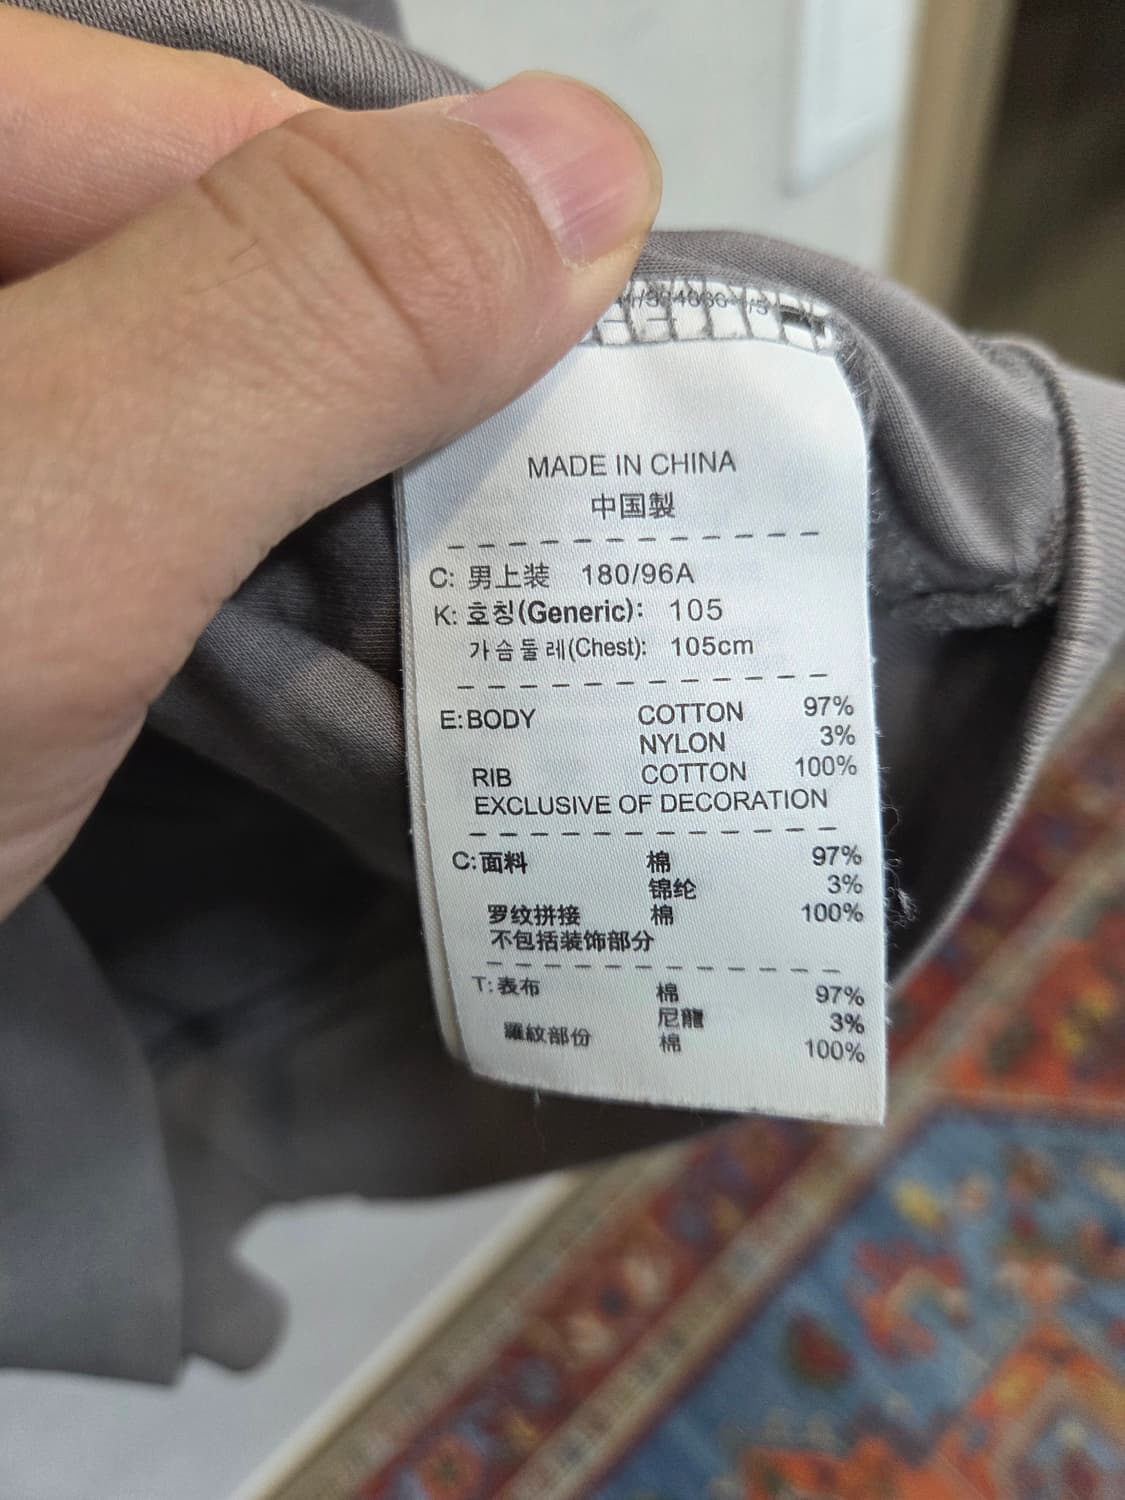 MADE IN CHINA
中国製
C: 男上装 180/96A
K: 호칭(Generic): 105
가슴둘레(Chest): 105cm
E: BODY COTTON 97%
NYLON 3%
RIB COTTON 100%
EXCLUSIVE OF DECORATION
C: 面料 棉 97%
锦纶 3%
罗纹拼接 棉 100%
不包括装饰部分
T: 表布 棉 97%
尼龍 3%
羅紋部份 棉 100%